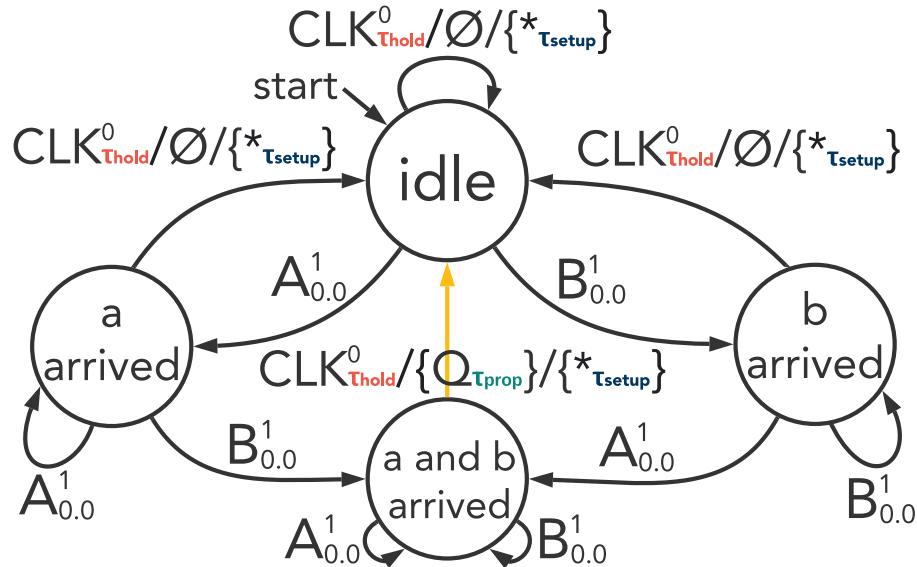 CLK⁰τhold/Ø/{*τsetup}
start
CLK⁰τhold/Ø/{*τsetup}
CLK⁰τhold/Ø/{*τsetup}
idle
A¹0.0
B¹0.0
a
arrived
b
arrived
CLK⁰τhold/{Qτprop}/{*τsetup}
B¹0.0
A¹0.0
a and b
arrived
A¹0.0
B¹0.0
A¹0.0
B¹0.0